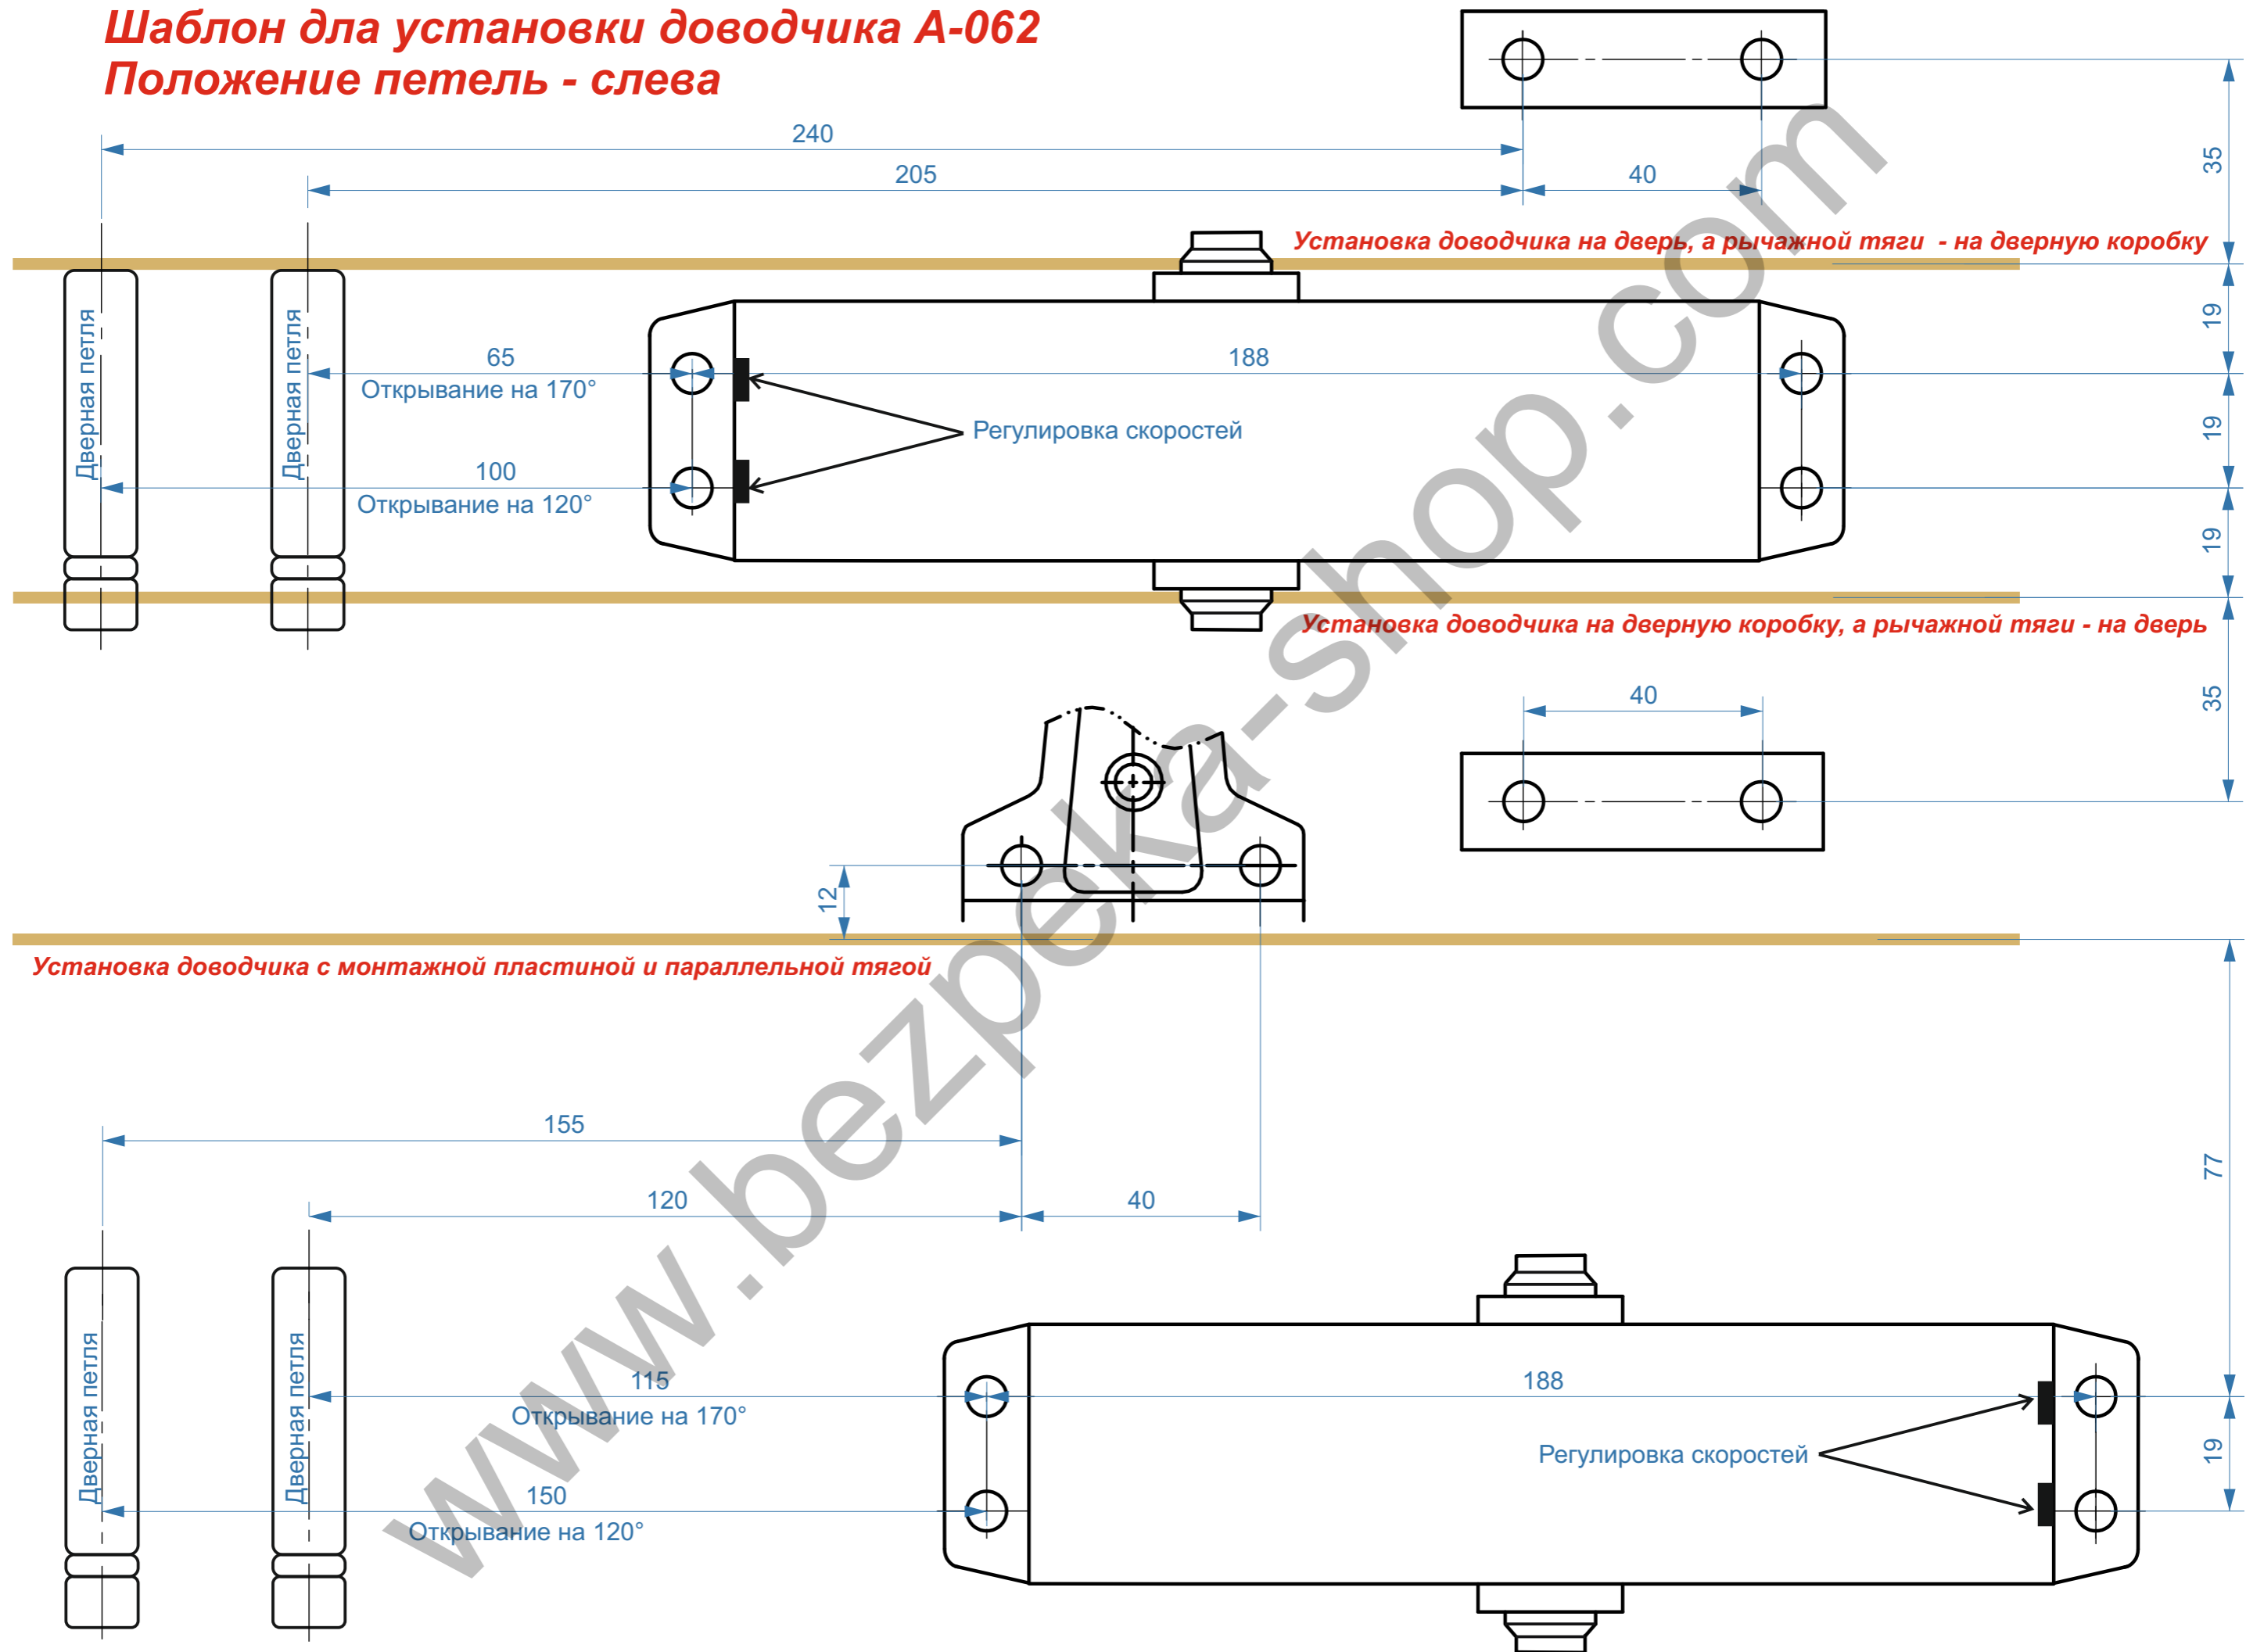 Шаблон дла установки доводчика А-062
Положение петель - слева
240
205
40
35
Установка доводчика на дверь, а рычажной тяги - на дверную коробку
Дверная петля
Дверная петля
65
Открывание на 170°
188
19
Регулировка скоростей
19
100
Открывание на 120°
19
Установка доводчика на дверную коробку, а рычажной тяги - на дверь
40
35
12
Установка доводчика с монтажной пластиной и параллельной тягой
155
77
120
40
Дверная петля
Дверная петля
115
Открывание на 170°
188
Регулировка скоростей
19
150
Открывание на 120°
www.bezpeka-shop.com